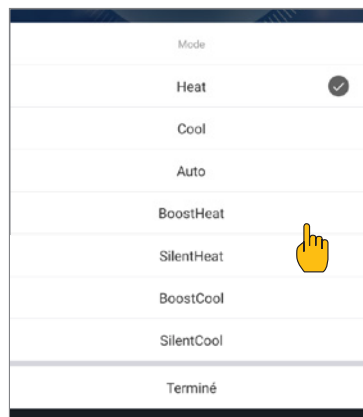 Mode
Heat
Cool
Auto
BoostHeat
SilentHeat
BoostCool
SilentCool
Terminé